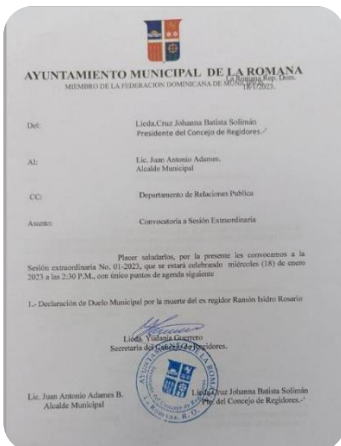 AYUNTAMIENTO MUNICIPAL DE LA ROMANA
MIEMBRO DE LA FEDERACION DOMINICANA DE MUNICIPIOS
La Romana Rep. Dom.
18/1/2023.
Del: Licda.Cruz Johanna Batista Solimán
Presidente del Concejo de Regidores.-
Al: Lic. Juan Antonio Adames.
Alcalde Municipal
CC: Departamento de Relaciones Publica
Asunto: Convocatoria a Sesión Extraordinaria
Placer saludarlos, por la presente les convocamos a la
Sesión extraordinaria No. 01-2023, que se estará celebrando miércoles (18) de enero
2023 a las 2:30 P.M., con único puntos de agenda siguiente
1.- Declaración de Duelo Municipal por la muerte del ex regidor Ramón Isidro Rosario
Licda. Yudania Guerrero
Secretaria del Concejo de Regidores.
Lic. Juan Antonio Adames B. Licda.Cruz Johanna Batista Solimán
Alcalde Municipal Pte. del Concejo de Regidores.-